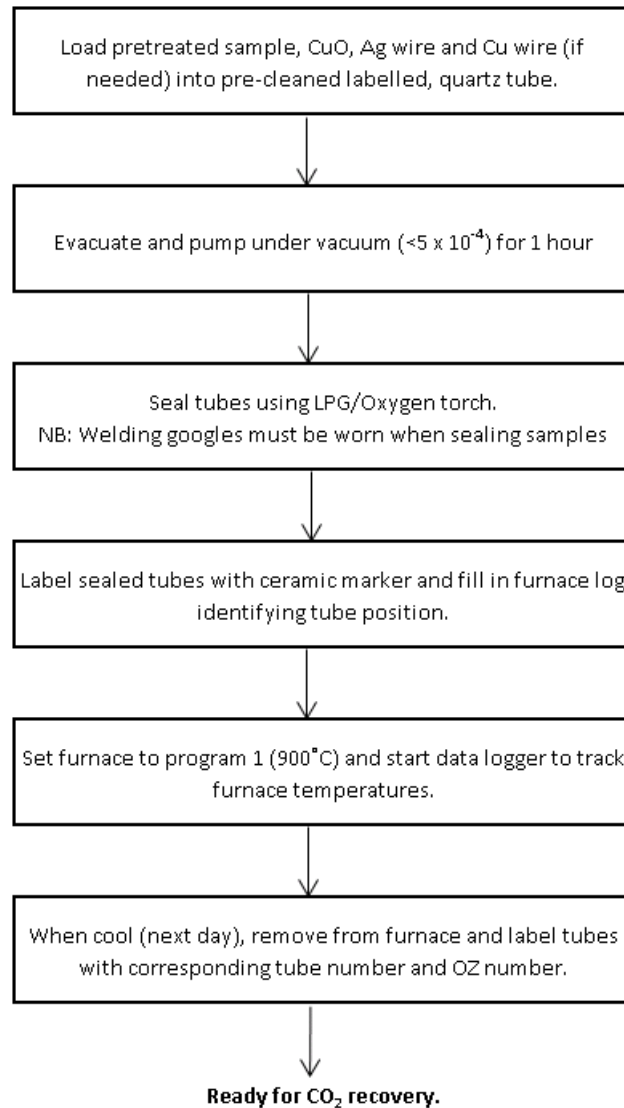 Load pretreated sample, CuO, Ag wire and Cu wire (if
needed) into pre-cleaned labelled, quartz tube.
Evacuate and pump under vacuum (<5 x 10⁻⁴) for 1 hour
Seal tubes using LPG/Oxygen torch.
NB: Welding googles must be worn when sealing samples
Label sealed tubes with ceramic marker and fill in furnace log
identifying tube position.
Set furnace to program 1 (900°C) and start data logger to track
furnace temperatures.
When cool (next day), remove from furnace and label tubes
with corresponding tube number and OZ number.
Ready for CO₂ recovery.